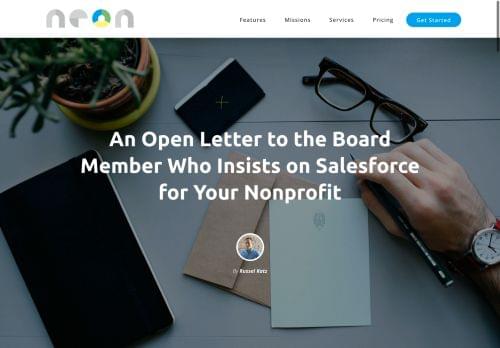 neon
Features Missions Services Pricing Get Started
An Open Letter to the Board
Member Who Insists on Salesforce
for Your Nonprofit
By Russel Ratz